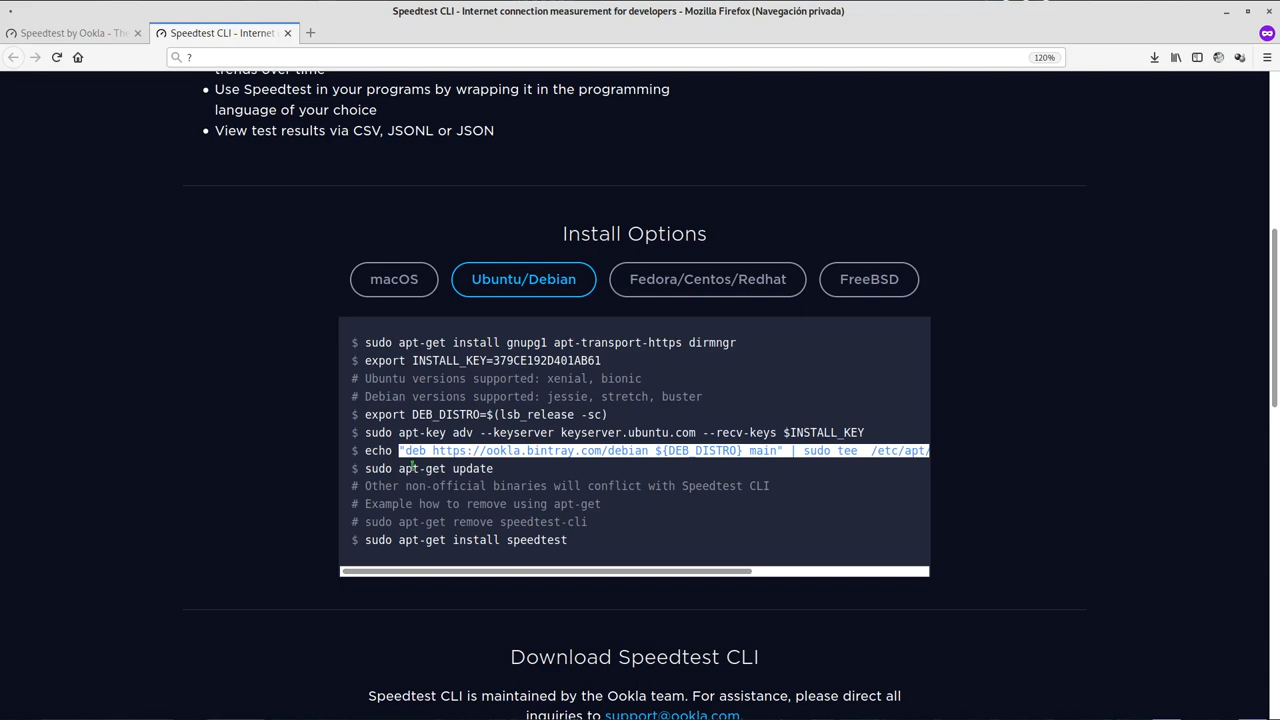 Speedtest CLI - Internet connection measurement for developers - Mozilla Firefox (Navegación privada)
Speedtest by Ookla - The
Speedtest CLI - Internet
?
120%
trends over time
Use Speedtest in your programs by wrapping it in the programming
language of your choice
View test results via CSV, JSONL or JSON
Install Options
macOS
Ubuntu/Debian
Fedora/Centos/Redhat
FreeBSD
$ sudo apt-get install gnupg1 apt-transport-https dirmngr
$ export INSTALL_KEY=379CE192D401AB61
# Ubuntu versions supported: xenial, bionic
# Debian versions supported: jessie, stretch, buster
$ export DEB_DISTRO=$(lsb_release -sc)
$ sudo apt-key adv --keyserver keyserver.ubuntu.com --recv-keys $INSTALL_KEY
$ echo "deb https://ookla.bintray.com/debian ${DEB_DISTRO} main" | sudo tee  /etc/apt/
$ sudo apt-get update
# Other non-official binaries will conflict with Speedtest CLI
# Example how to remove using apt-get
# sudo apt-get remove speedtest-cli
$ sudo apt-get install speedtest
Download Speedtest CLI
Speedtest CLI is maintained by the Ookla team. For assistance, please direct all
inquiries to support@ookla.com.